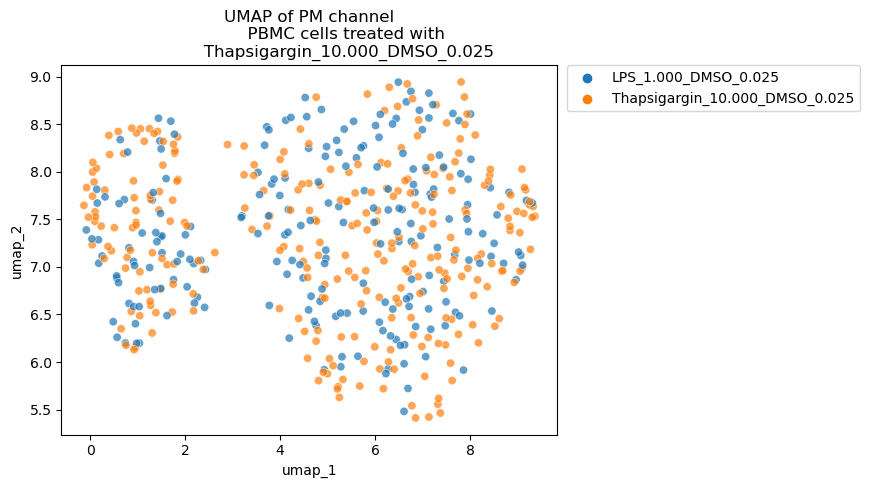 UMAP of PM channel
PBMC cells treated with
Thapsigargin_10.000_DMSO_0.025
LPS_1.000_DMSO_0.025
Thapsigargin_10.000_DMSO_0.025
9.0
8.5
8.0
7.5
7.0
6.5
6.0
5.5
umap_2
0 2 4 6 8
umap_1